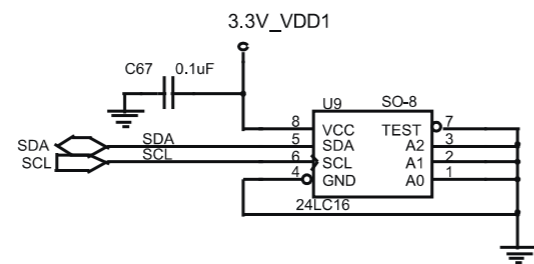 3.3V_VDD1
C67 0.1uF
U9 SO-8
8 VCC TEST 7
SDA SDA 5 SDA A2 3
SCL SCL 6 SCL A1 2
4 GND A0 1
24LC16